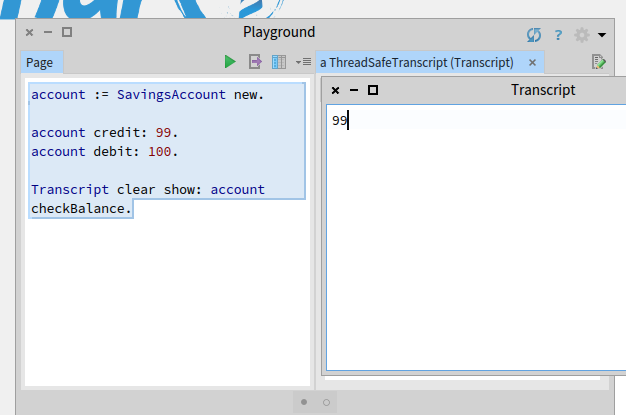 Playground
Page
a ThreadSafeTranscript (Transcript)
account := SavingsAccount new.
account credit: 99.
account debit: 100.
Transcript clear show: account
checkBalance.
Transcript
99